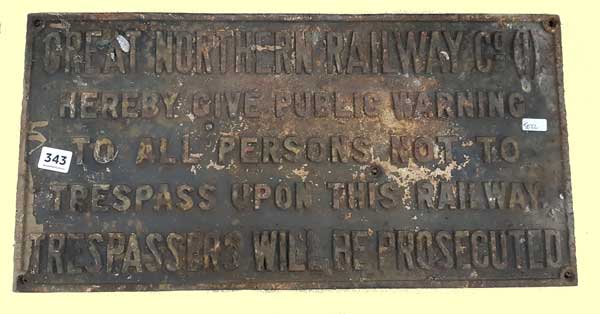 GREAT NORTHERN RAILWAY Co (I)
HEREBY GIVE PUBLIC WARNING
TO ALL PERSONS NOT TO
TRESPASS UPON THIS RAILWAY.
TRESPASSERS WILL BE PROSECUTED.
343